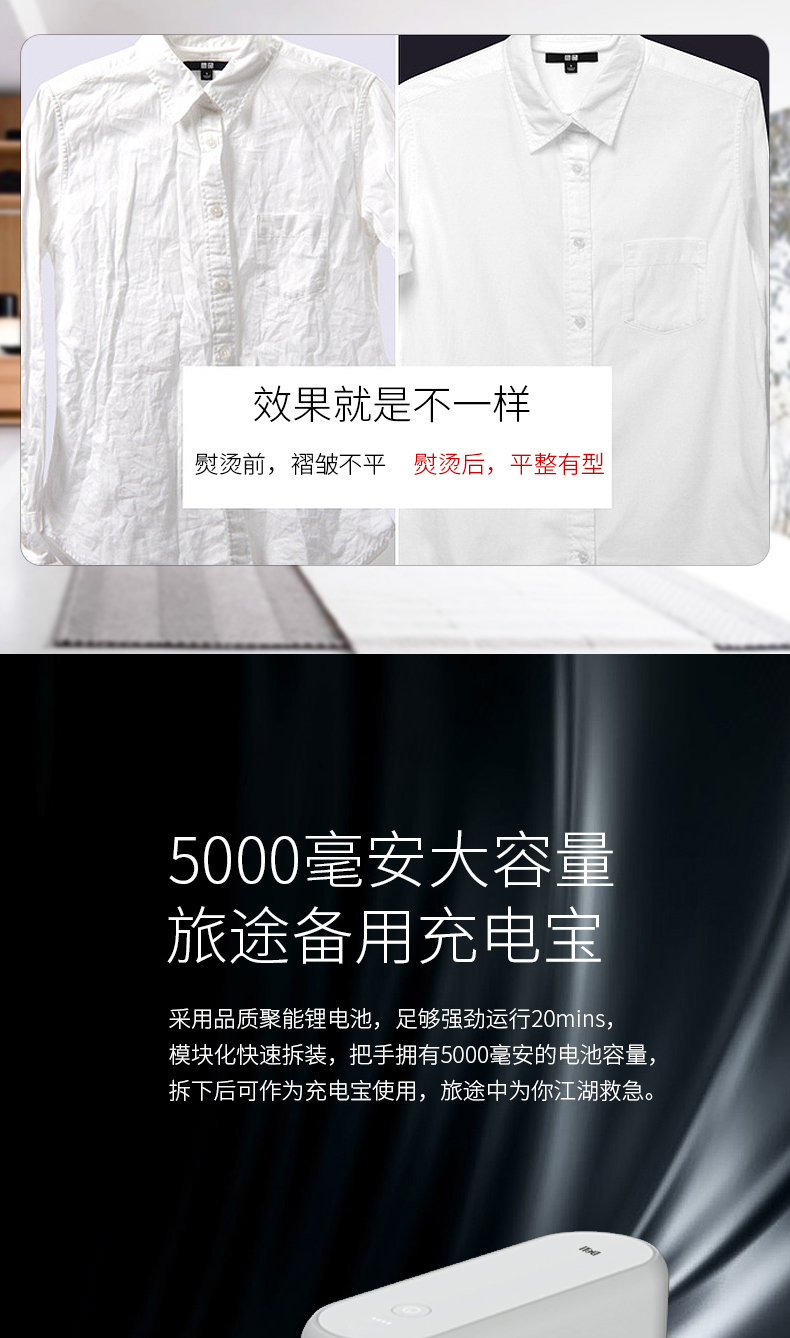 效果就是不一样
熨烫前，褶皱不平 熨烫后，平整有型
5000毫安大容量
旅途备用充电宝
采用品质聚能锂电池，足够强劲运行20mins，
模块化快速拆装，把手拥有5000毫安的电池容量，
拆下后可作为充电宝使用，旅途中为你江湖救急。